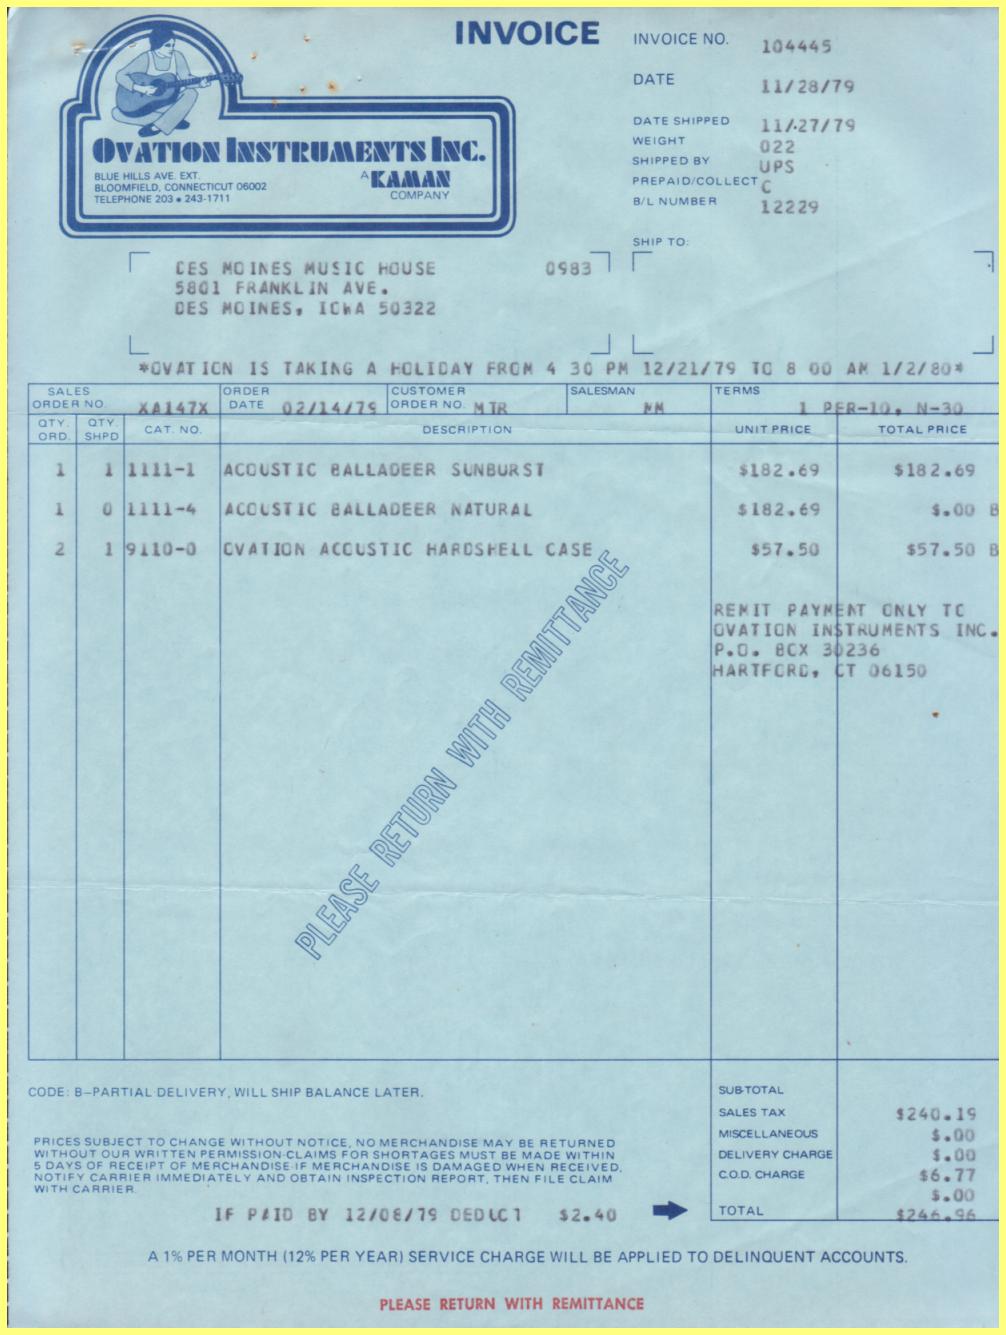 INVOICE
INVOICE NO. 104445
DATE 11/28/79
DATE SHIPPED 11/27/79
WEIGHT 022
SHIPPED BY UPS
PREPAID/COLLECT C
B/L NUMBER 12229
OVATION INSTRUMENTS INC.
BLUE HILLS AVE. EXT.
BLOOMFIELD, CONNECTICUT 06002
TELEPHONE 203 • 243-1711
A KAMAN
COMPANY
SHIP TO:
DES MOINES MUSIC HOUSE 0983
5801 FRANKLIN AVE.
DES MOINES, IOWA 50322
*OVATION IS TAKING A HOLIDAY FROM 4 30 PM 12/21/79 TO 8 00 AM 1/2/80*
SALES ORDER NO. XA147X ORDER DATE 02/14/79 CUSTOMER ORDER NO. MTR SALESMAN MM TERMS 1 PER-10, N-30
QTY. ORD. QTY. SHPD CAT. NO. DESCRIPTION UNIT PRICE TOTAL PRICE
1 1 1111-1 ACOUSTIC BALLADEER SUNBURST $182.69 $182.69
1 0 1111-4 ACOUSTIC BALLADEER NATURAL $182.69 $.00 B
2 1 9110-0 OVATION ACOUSTIC HARDSHELL CASE $57.50 $57.50 B
REMIT PAYMENT ONLY TO
OVATION INSTRUMENTS INC.
P.O. BOX 30236
HARTFORD, CT 06150
PLEASE RETURN WITH REMITTANCE
CODE: B-PARTIAL DELIVERY, WILL SHIP BALANCE LATER.
SUB-TOTAL
SALES TAX $240.19
MISCELLANEOUS $.00
DELIVERY CHARGE $.00
C.O.D. CHARGE $6.77
$.00
TOTAL $246.96
PRICES SUBJECT TO CHANGE WITHOUT NOTICE, NO MERCHANDISE MAY BE RETURNED
WITHOUT OUR WRITTEN PERMISSION-CLAIMS FOR SHORTAGES MUST BE MADE WITHIN
5 DAYS OF RECEIPT OF MERCHANDISE-IF MERCHANDISE IS DAMAGED WHEN RECEIVED,
NOTIFY CARRIER IMMEDIATELY AND OBTAIN INSPECTION REPORT, THEN FILE CLAIM
WITH CARRIER.
IF PAID BY 12/08/79 DEDUCT $2.40
A 1% PER MONTH (12% PER YEAR) SERVICE CHARGE WILL BE APPLIED TO DELINQUENT ACCOUNTS.
PLEASE RETURN WITH REMITTANCE